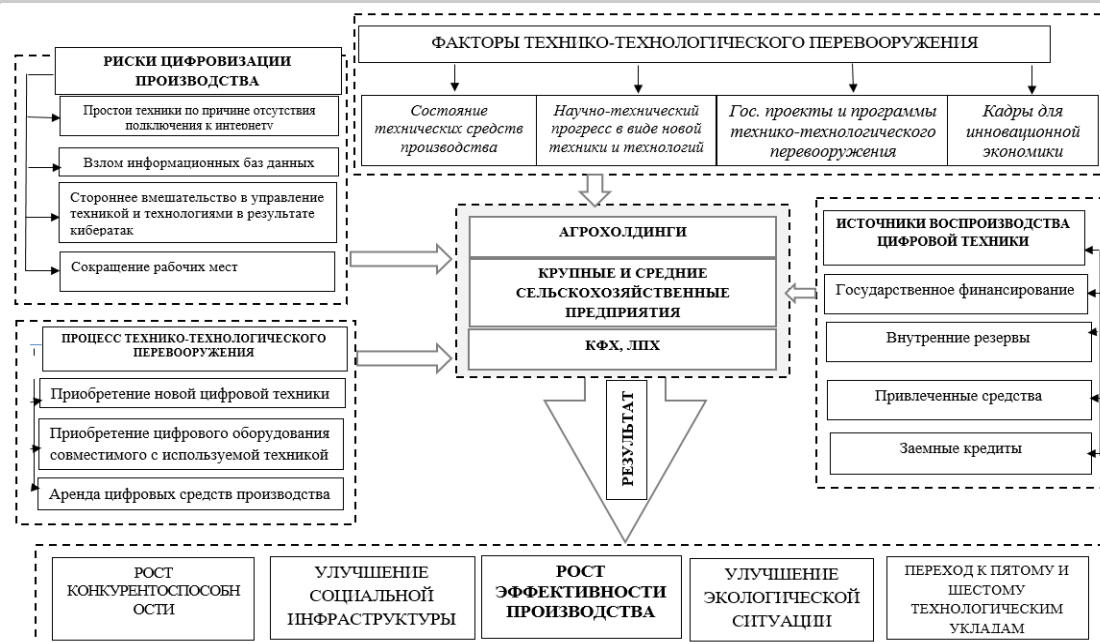 ФАКТОРЫ ТЕХНИКО-ТЕХНОЛОГИЧЕСКОГО ПЕРЕВООРУЖЕНИЯ
Состояние
технических средств
производства
Научно-технический
прогресс в виде новой
техники и технологий
Гос. проекты и программы
технико-технологического
перевооружения
Кадры для
инновационной
экономики
РИСКИ ЦИФРОВИЗАЦИИ
ПРОИЗВОДСТВА
Простои техники по причине отсутствия
подключения к интернету
Взлом информационных баз данных
Стороннее вмешательство в управление
техникой и технологиями в результате
кибератак
Сокращение рабочих мест
АГРОХОЛДИНГИ
КРУПНЫЕ И СРЕДНИЕ
СЕЛЬСКОХОЗЯЙСТВЕННЫЕ
ПРЕДПРИЯТИЯ
КФХ, ЛПХ
ИСТОЧНИКИ ВОСПРОИЗВОДСТВА
ЦИФРОВОЙ ТЕХНИКИ
Государственное финансирование
Внутренние резервы
Привлеченные средства
Заемные кредиты
ПРОЦЕСС ТЕХНИКО-ТЕХНОЛОГИЧЕСКОГО
ПЕРЕВООРУЖЕНИЯ
Приобретение новой цифровой техники
Приобретение цифрового оборудования
совместимого с используемой техникой
Аренда цифровых средств производства
РЕЗУЛЬТАТ
РОСТ
КОНКУРЕНТОСПОСОБН
ОСТИ
УЛУЧШЕНИЕ
СОЦИАЛЬНОЙ
ИНФРАСТРУКТУРЫ
РОСТ
ЭФФЕКТИВНОСТИ
ПРОИЗВОДСТВА
УЛУЧШЕНИЕ
ЭКОЛОГИЧЕСКОЙ
СИТУАЦИИ
ПЕРЕХОД К ПЯТОМУ И
ШЕСТОМУ
ТЕХНОЛОГИЧЕСКИМ
УКЛАДАМ